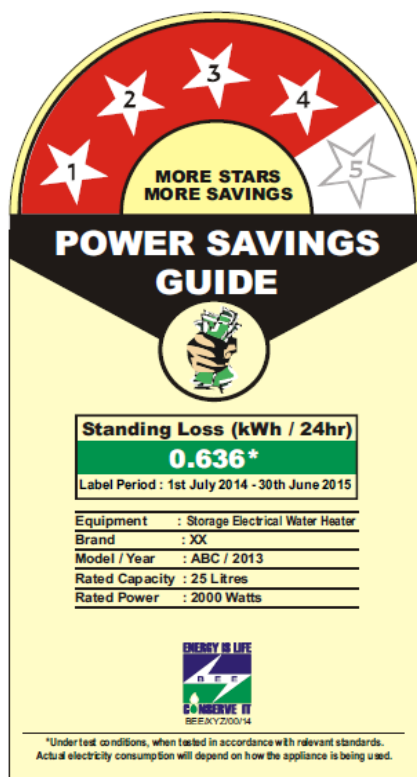 1
2
3
4
5
MORE STARS
MORE SAVINGS
POWER SAVINGS
GUIDE
Standing Loss (kWh / 24hr)
0.636*
Label Period : 1st July 2014 - 30th June 2015
Equipment : Storage Electrical Water Heater
Brand : XX
Model / Year : ABC / 2013
Rated Capacity : 25 Litres
Rated Power : 2000 Watts
ENERGY IS LIFE
BEE
CONSERVE IT
BEE/XYZ/00/14
*Under test conditions, when tested in accordance with relevant standards.
Actual electricity consumption will depend on how the appliance is being used.